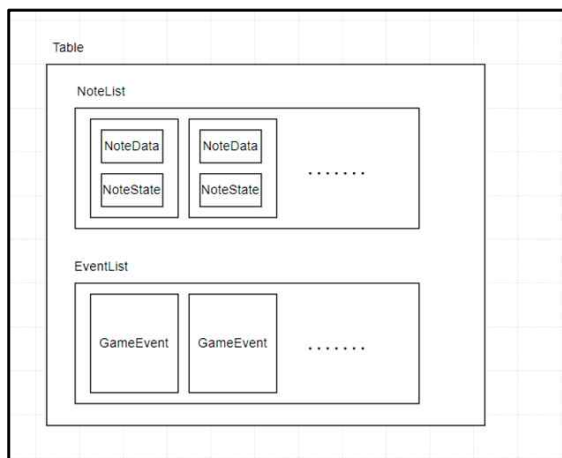 Table
NoteList
NoteData NoteData
.......
NoteState NoteState
EventList
GameEvent GameEvent
.......